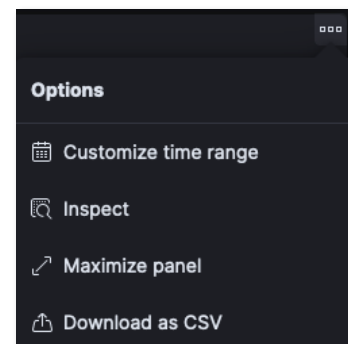 Options
Customize time range
Inspect
Maximize panel
Download as CSV